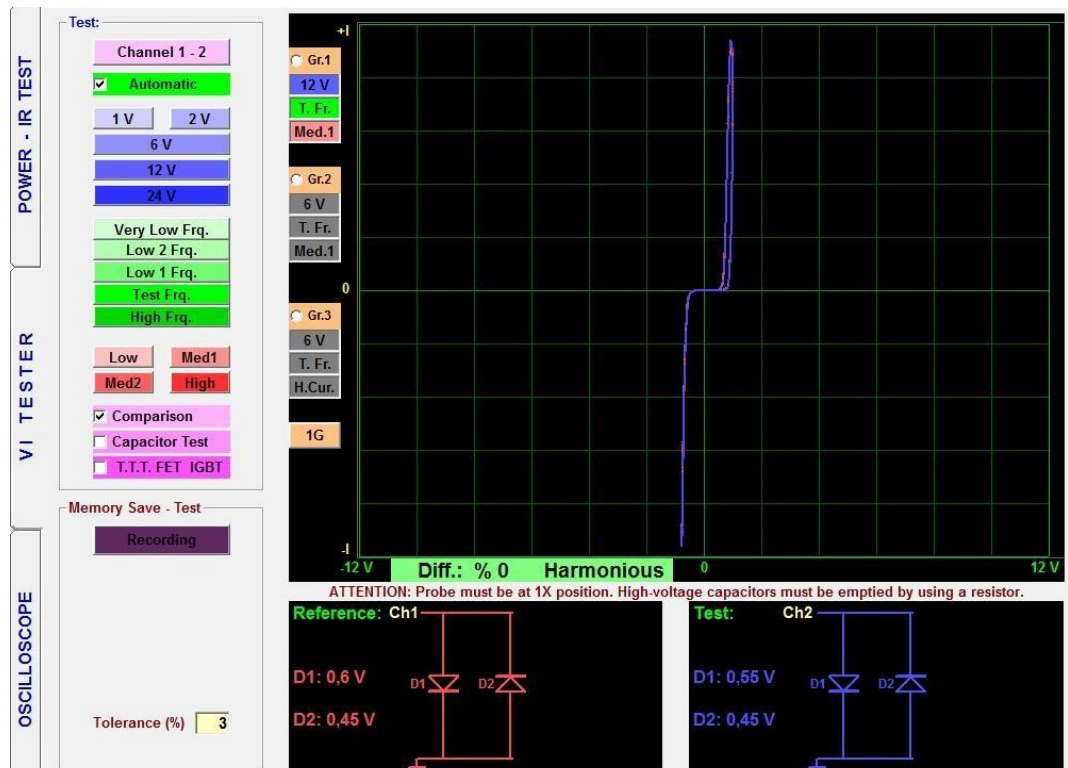 POWER - IR TEST
VI TESTER
OSCILLOSCOPE
Test:
Channel 1 - 2
Automatic
1 V 2 V
6 V
12 V
24 V
Very Low Frq.
Low 2 Frq.
Low 1 Frq.
Test Frq.
High Frq.
Low Med1
Med2 High
Comparison
Capacitor Test
T.T.T. FET IGBT
Memory Save - Test
Recording
Tolerance (%) 3
Gr.1
12 V
T. Fr.
Med.1
Gr.2
6 V
T. Fr.
Med.1
Gr.3
6 V
T. Fr.
H.Cur.
1G
+I
0
-I
-12 V 0 12 V
Diff.: % 0 Harmonious
ATTENTION: Probe must be at 1X position. High-voltage capacitors must be emptied by using a resistor.
Reference: Ch1
D1: 0,6 V
D1 D2
D2: 0,45 V
Test: Ch2
D1: 0,55 V
D1 D2
D2: 0,45 V